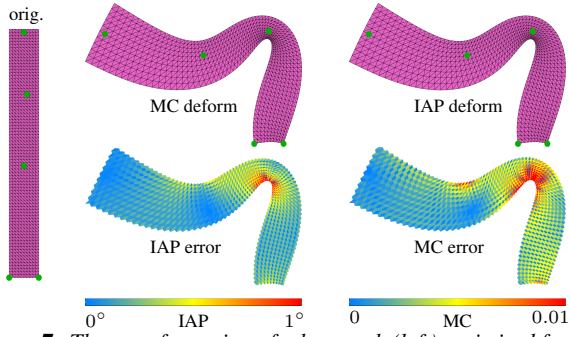 orig.
MC deform
IAP deform
IAP error
MC error
0° IAP 1°
0 MC 0.01